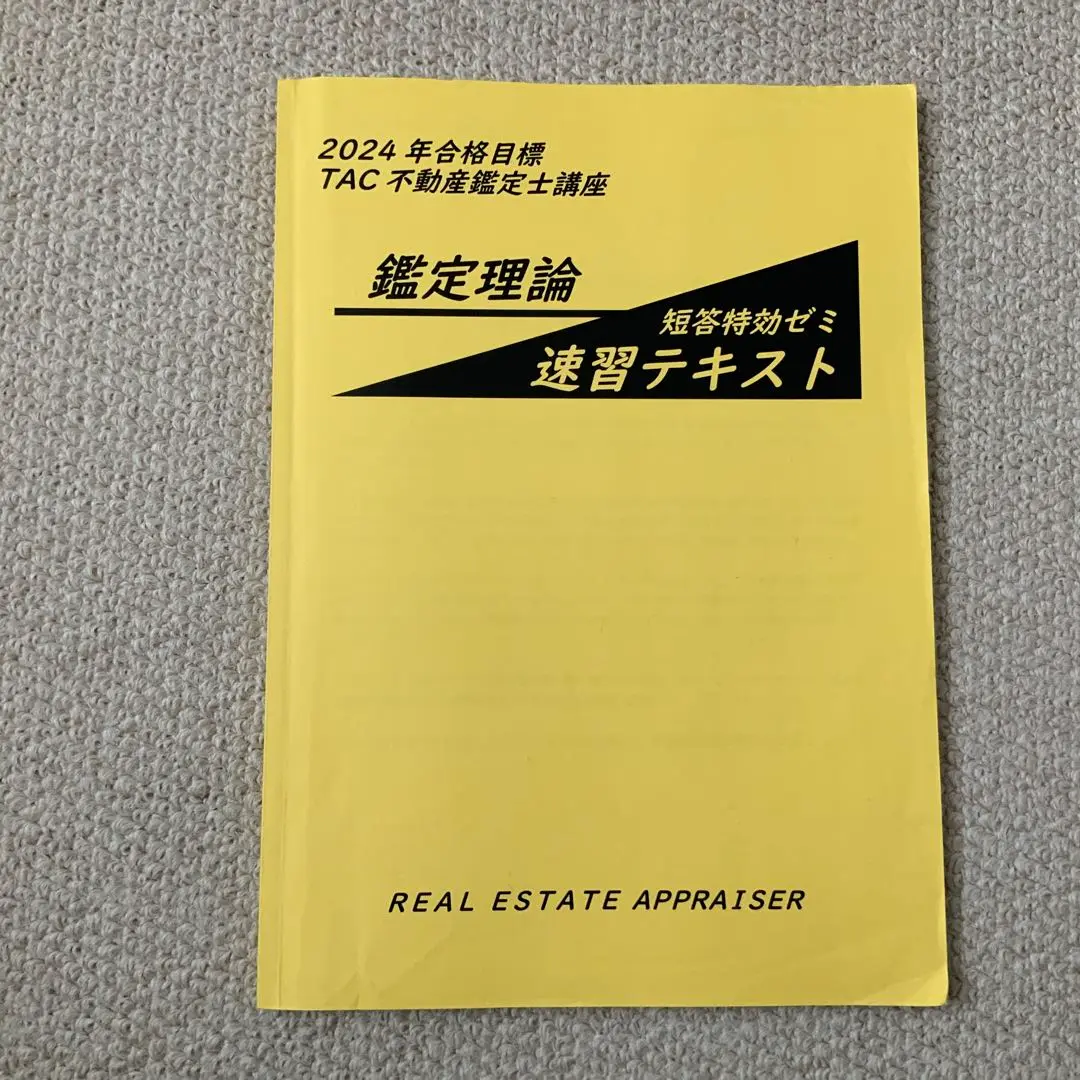 2024 年合格目標
TAC 不動産鑑定士講座
鑑定理論
短答特効ゼミ
速習テキスト
REAL ESTATE APPRAISER